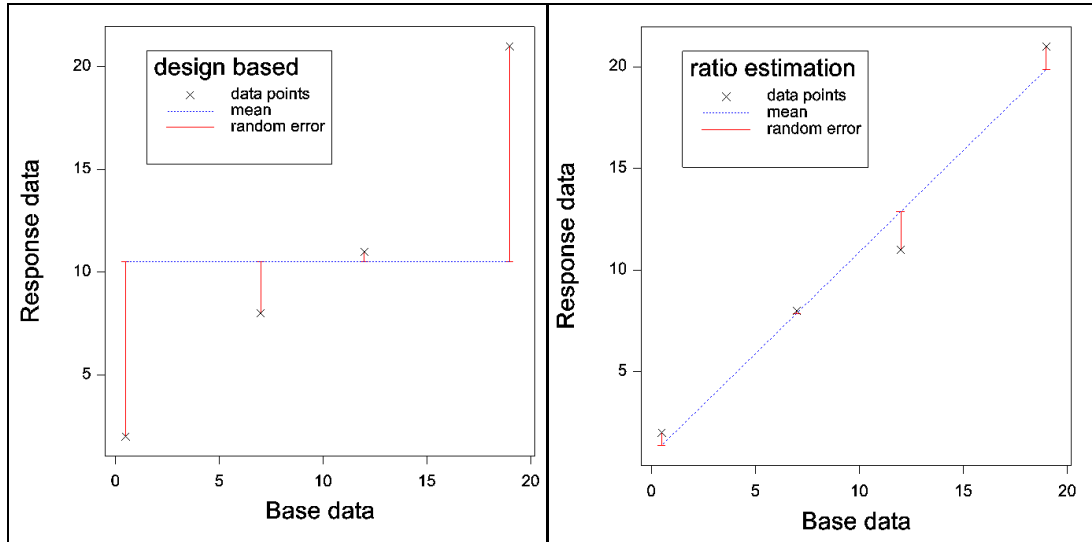 design based
data points
mean
random error
Response data
20
15
10
5
0
5
10
15
20
Base data
ratio estimation
data points
mean
random error
Response data
20
15
10
5
0
5
10
15
20
Base data